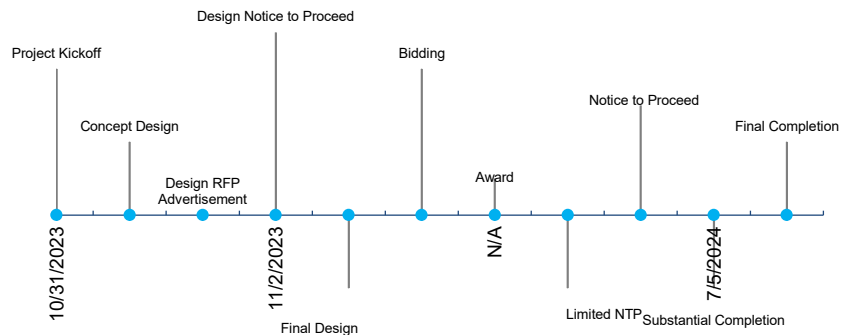 Design Notice to Proceed
Project Kickoff
Bidding
Notice to Proceed
Concept Design
Final Completion
Design RFP
Advertisement
Award
10/31/2023
11/2/2023
N/A
7/5/2024
Limited NTP
Substantial Completion
Final Design